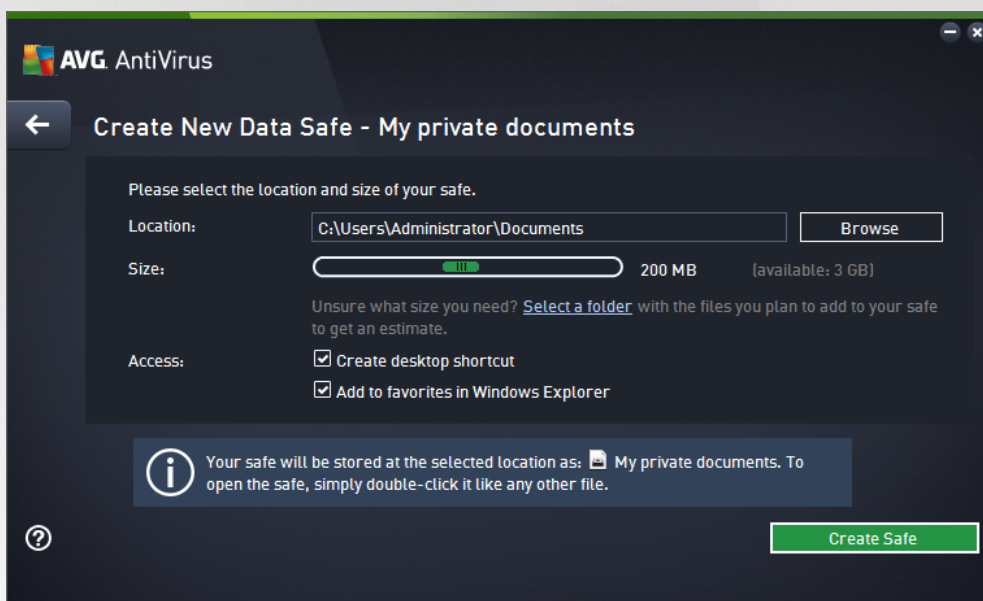 AVG AntiVirus
Create New Data Safe - My private documents
Please select the location and size of your safe.
Location:
C:\Users\Administrator\Documents
Browse
Size:
200 MB
(available: 3 GB)
Unsure what size you need? Select a folder with the files you plan to add to your safe
to get an estimate.
Access:
Create desktop shortcut
Add to favorites in Windows Explorer
Your safe will be stored at the selected location as: My private documents. To
open the safe, simply double-click it like any other file.
Create Safe